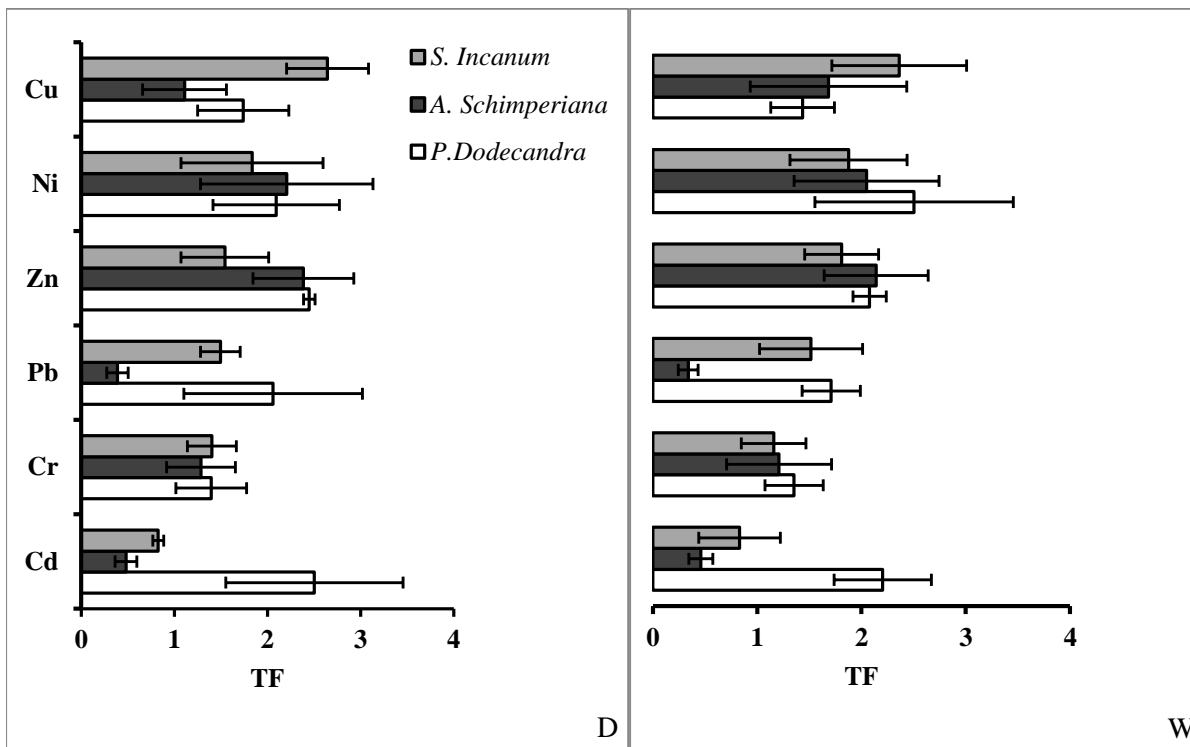 S. Incanum
A. Schimperiana
P.Dodecandra
Cu
Ni
Zn
Pb
Cr
Cd
0 1 2 3 4
TF
D
0 1 2 3 4
TF
W